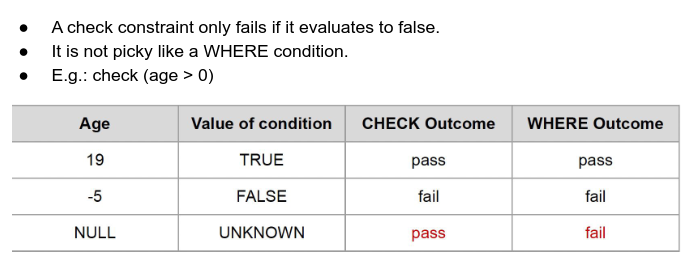 ● A check constraint only fails if it evaluates to false.
● It is not picky like a WHERE condition.
● E.g.: check (age > 0)
Age Value of condition CHECK Outcome WHERE Outcome
19 TRUE pass pass
-5 FALSE fail fail
NULL UNKNOWN pass fail